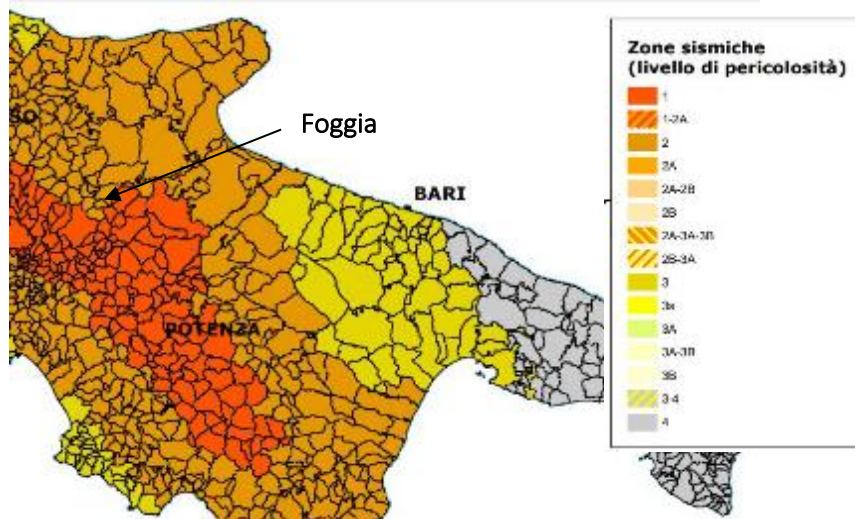 Foggia
SO
BARI
POTENZA
Zone sismiche
(livello di pericolosità)
1
1-2A
2
2A
2A-2B
2B
2A-3A-3B
2B-3A
3
3s
3A
3A-3B
3B
3-4
4